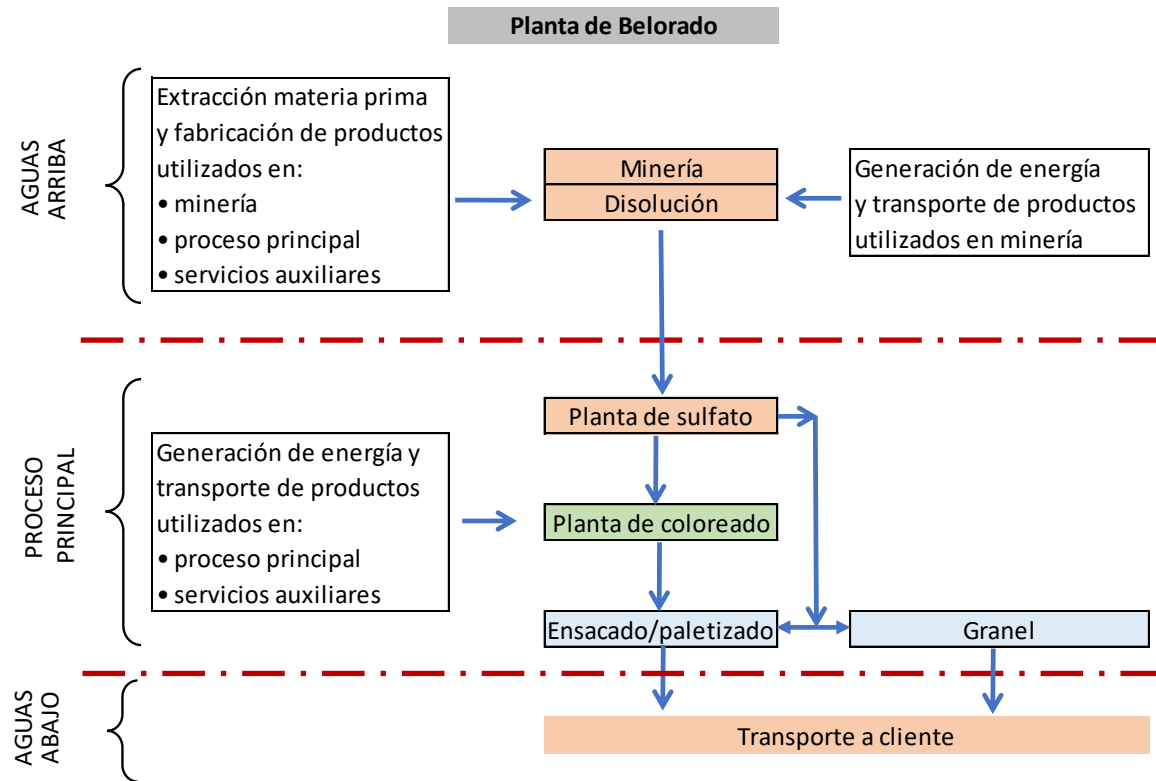 Planta de Belorado
AGUAS
ARRIBA
Extracción materia prima
y fabricación de productos
utilizados en:
• minería
• proceso principal
• servicios auxiliares
Minería
Disolución
Generación de energía
y transporte de productos
utilizados en minería
PROCESO
PRINCIPAL
Generación de energía y
transporte de productos
utilizados en:
• proceso principal
• servicios auxiliares
Planta de sulfato
Planta de coloreado
Ensacado/paletizado
Granel
AGUAS
ABAJO
Transporte a cliente